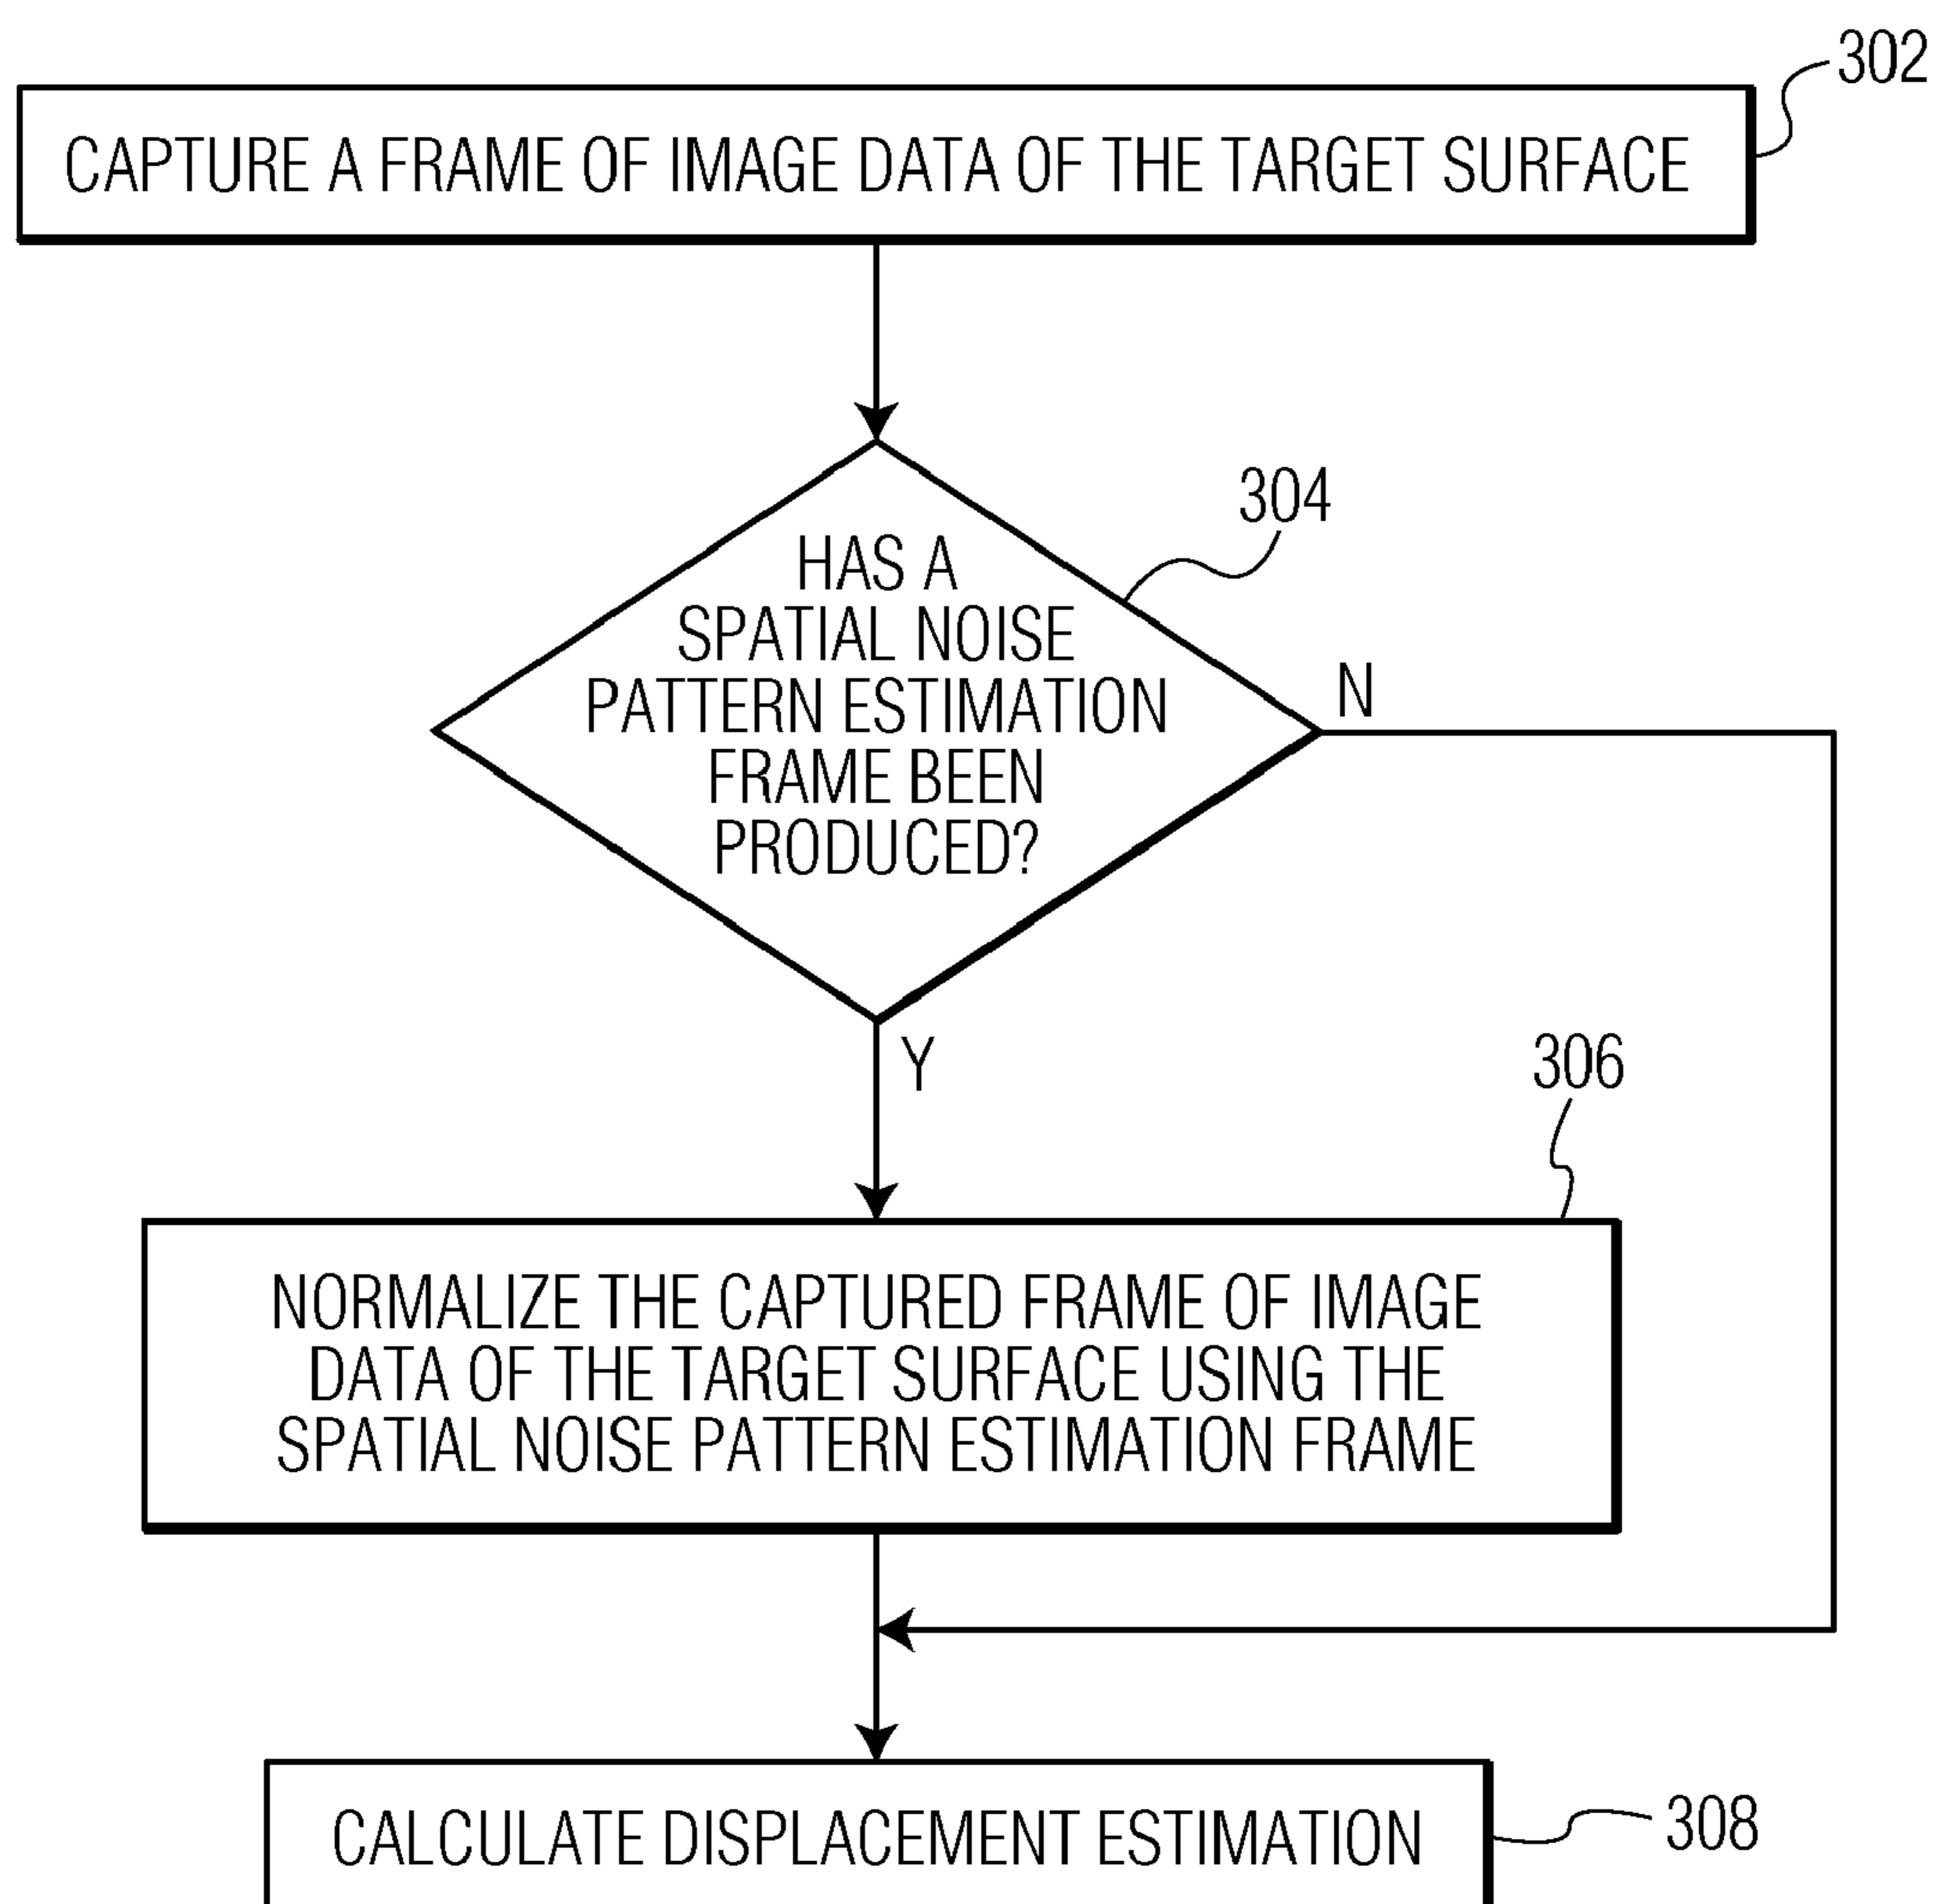 302
CAPTURE A FRAME OF IMAGE DATA OF THE TARGET SURFACE
304
HAS A
SPATIAL NOISE
PATTERN ESTIMATION
FRAME BEEN
PRODUCED?
N
Y
306
NORMALIZE THE CAPTURED FRAME OF IMAGE
DATA OF THE TARGET SURFACE USING THE
SPATIAL NOISE PATTERN ESTIMATION FRAME
CALCULATE DISPLACEMENT ESTIMATION
308